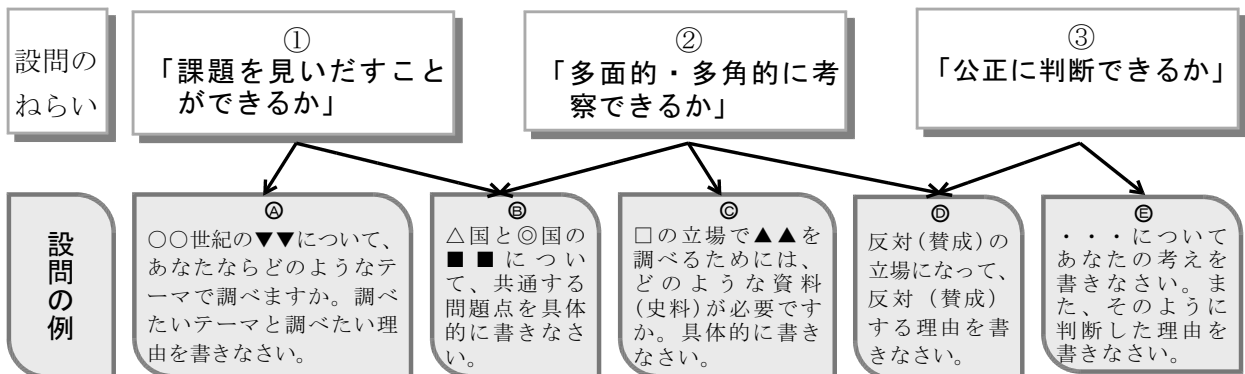 設問の
ねらい
①
「課題を見いだすこと
ができるか」
②
「多面的・多角的に考
察できるか」
③
「公正に判断できるか」
設問の例
Ⓐ
○○世紀の▼▼について、
あなたならどのようなテ
ーマで調べますか。調べ
たいテーマと調べたい理
由を書きなさい。
Ⓑ
△国と◎国の
■■につい
て、共通する
問題点を具体
的に書きなさ
い。
Ⓒ
□の立場で▲▲を
調べるためには、
どのような資料
(史料)が必要です
か。具体的に書き
なさい。
Ⓓ
反対(賛成)の
立場になって、
反対(賛成)
する理由を書
きなさい。
Ⓔ
・・・について
あなたの考えを
書きなさい。ま
た、そのように
判断した理由を
書きなさい。